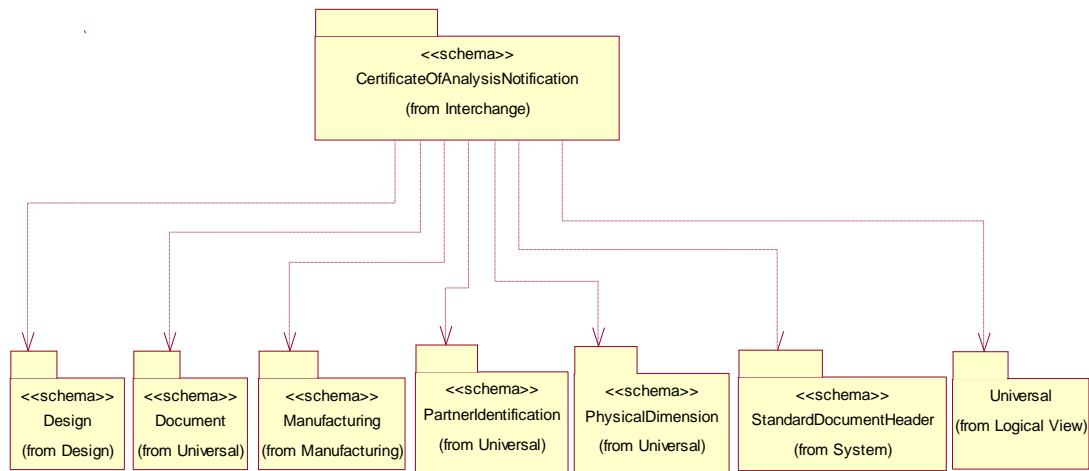 <<schema>>
CertificateOfAnalysisNotification
(from Interchange)
<<schema>>
Design
(from Design)
<<schema>>
Document
(from Universal)
<<schema>>
Manufacturing
(from Manufacturing)
<<schema>>
PartnerIdentification
(from Universal)
<<schema>>
PhysicalDimension
(from Universal)
<<schema>>
StandardDocumentHeader
(from System)
Universal
(from Logical View)